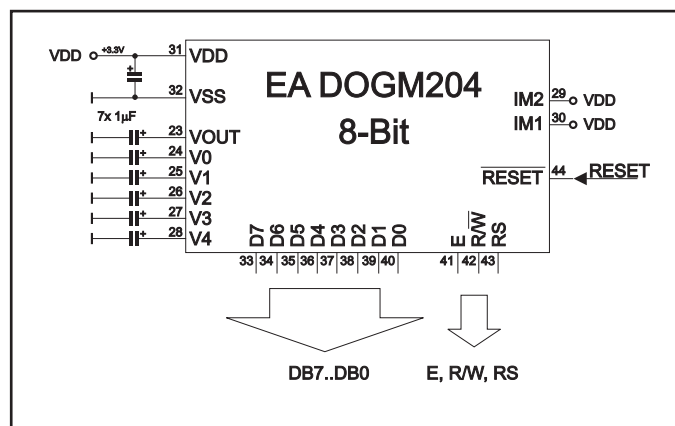 VDD +3.3V 31 VDD
32 VSS
7x 1µF
23 VOUT
24 V0
25 V1
26 V2
27 V3
28 V4
EA DOGM204
8-Bit
IM2 29 VDD
IM1 30 VDD
RESET 44 RESET
D7 D6 D5 D4 D3 D2 D1 D0 E R/W RS
33 34 35 36 37 38 39 40 41 42 43
DB7..DB0 E, R/W, RS